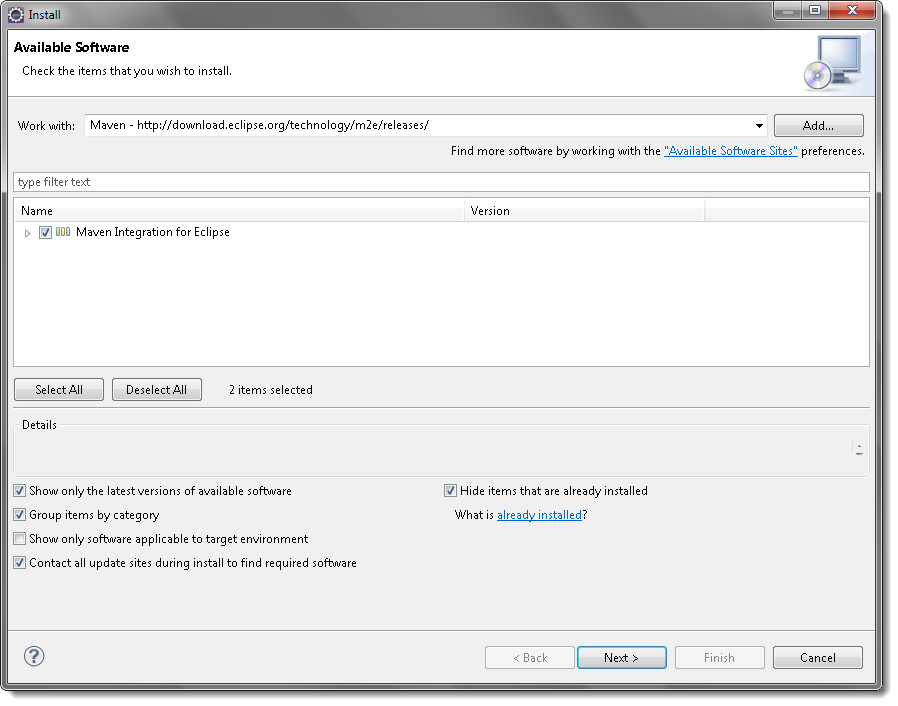 Install
Available Software
Check the items that you wish to install.
Work with: Maven - http://download.eclipse.org/technology/m2e/releases/ Add...
Find more software by working with the "Available Software Sites" preferences.
type filter text
Name Version
Maven Integration for Eclipse
Select All Deselect All 2 items selected
Details
Show only the latest versions of available software Hide items that are already installed
Group items by category What is already installed?
Show only software applicable to target environment
Contact all update sites during install to find required software
? < Back Next > Finish Cancel